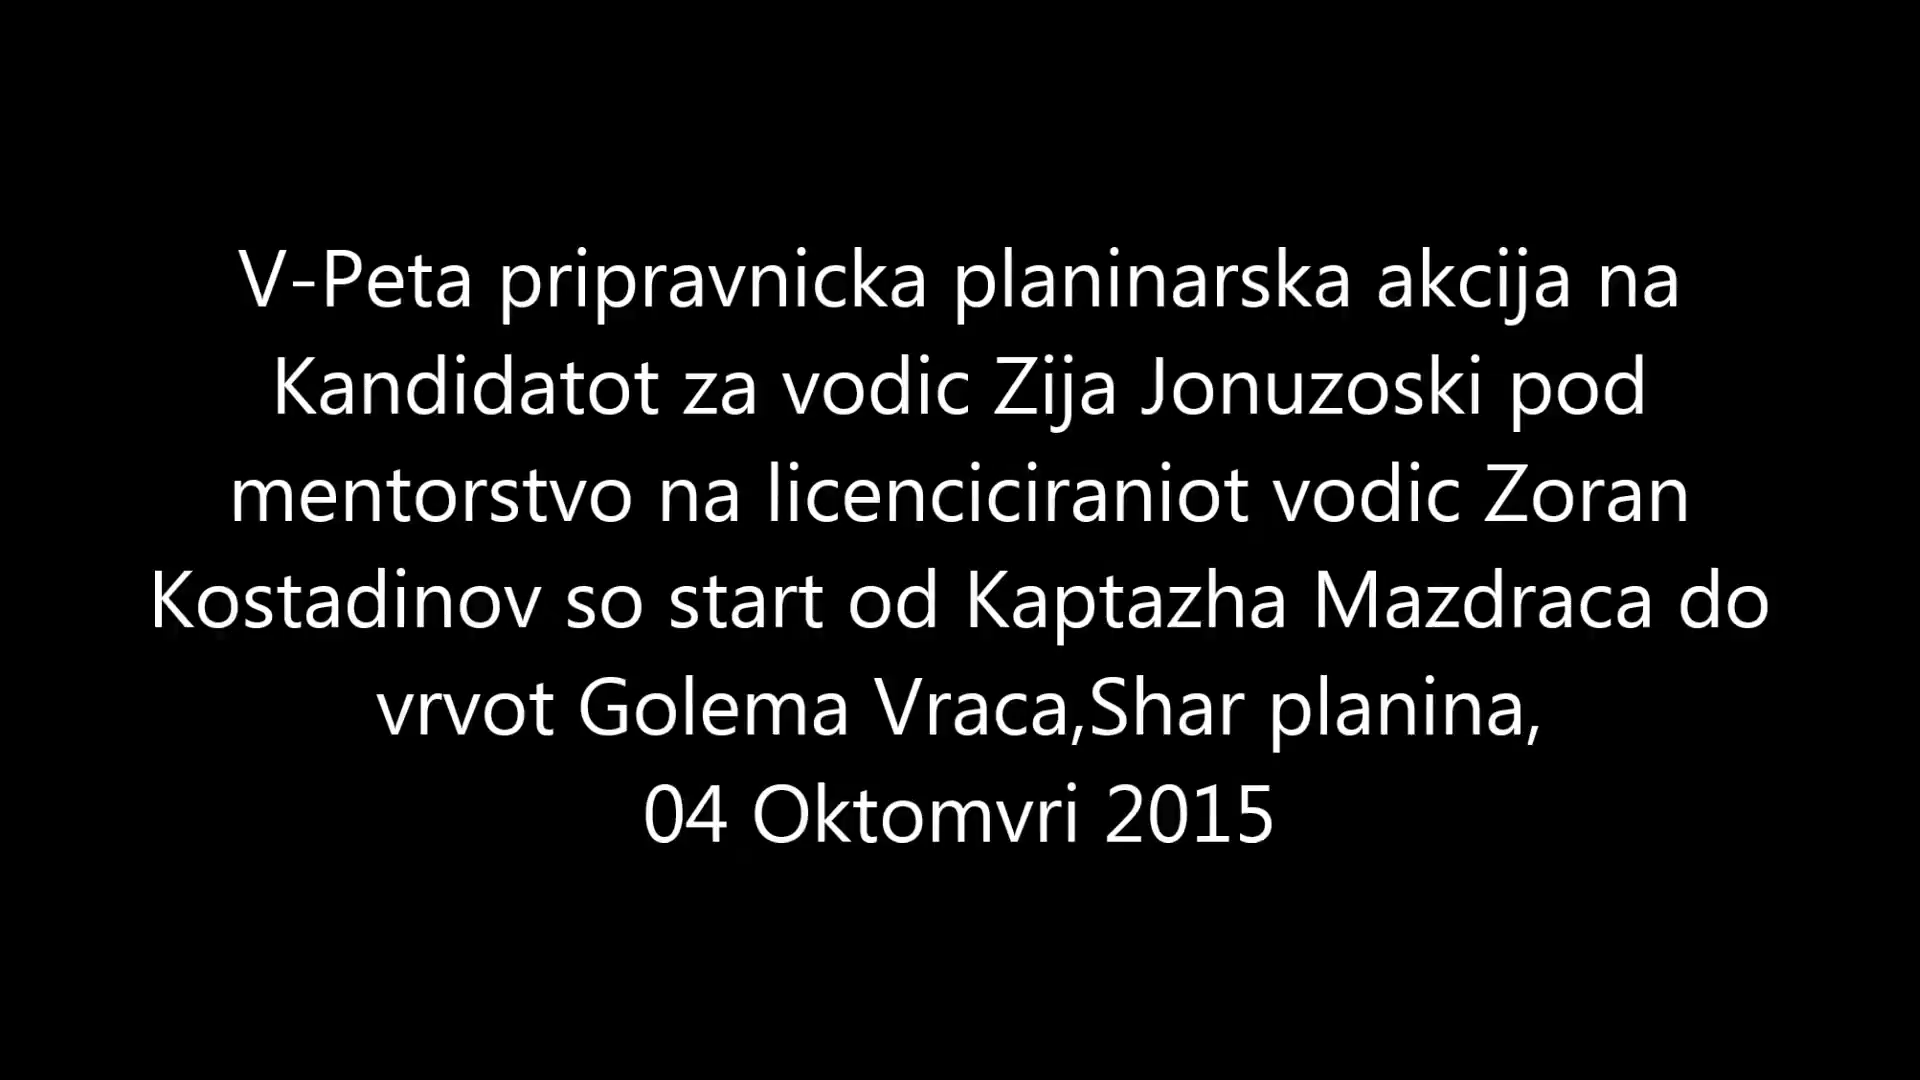 V-Peta pripravnicka planinarska akcija na
Kandidatot za vodic Zija Jonuzoski pod
mentorstvo na licenciciraniot vodic Zoran
Kostadinov so start od Kaptazha Mazdraca do
vrvot Golema Vraca,Shar planina,
04 Oktomvri 2015